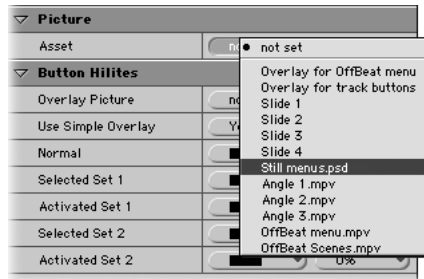 Picture
Asset
not set
Overlay for OffBeat menu
Overlay for track buttons
Slide 1
Slide 2
Slide 3
Slide 4
Still menus.psd
Angle 1.mpv
Angle 2.mpv
Angle 3.mpv
OffBeat menu.mpv
OffBeat Scenes.mpv
Button Hilites
Overlay Picture
Use Simple Overlay
Normal
Selected Set 1
Activated Set 1
Selected Set 2
Activated Set 2
0%